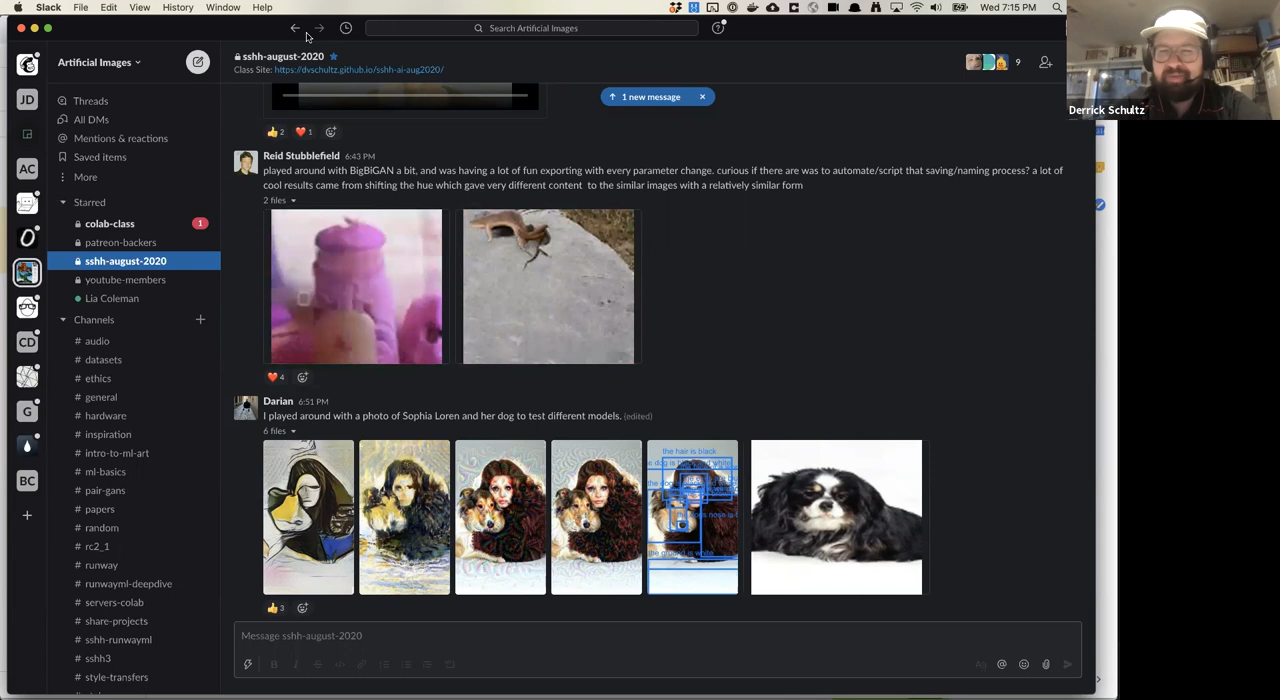 Slack File Edit View History Window Help
Wed 7:15 PM
Search Artificial Images
Artificial Images
JD
AC
CD
G
BC
Threads
All DMs
Mentions & reactions
Saved items
More
Starred
colab-class 1
patreon-backers
sshh-august-2020
youtube-members
Lia Coleman
Channels
# audio
# datasets
# ethics
# general
# hardware
# inspiration
# intro-to-ml-art
# ml-basics
# pair-gans
# papers
# random
# rc2_1
# runway
# runwayml-deepdive
# servers-colab
# share-projects
# sshh-runwayml
# sshh3
# style-transfers
sshh-august-2020
Class Site: https://dvschultz.github.io/sshh-ai-aug2020/
9
Derrick Schultz
1 new message
2 1
Reid Stubblefield 6:43 PM
played around with BigBiGAN a bit, and was having a lot of fun exporting with every parameter change. curious if there are was to automate/script that saving/naming process? a lot of
cool results came from shifting the hue which gave very different content to the similar images with a relatively similar form
2 files
4
Darian 6:51 PM
I played around with a photo of Sophia Loren and her dog to test different models. (edited)
6 files
the hair is black
the ground is white
3
Message sshh-august-2020
B I S
Ag @